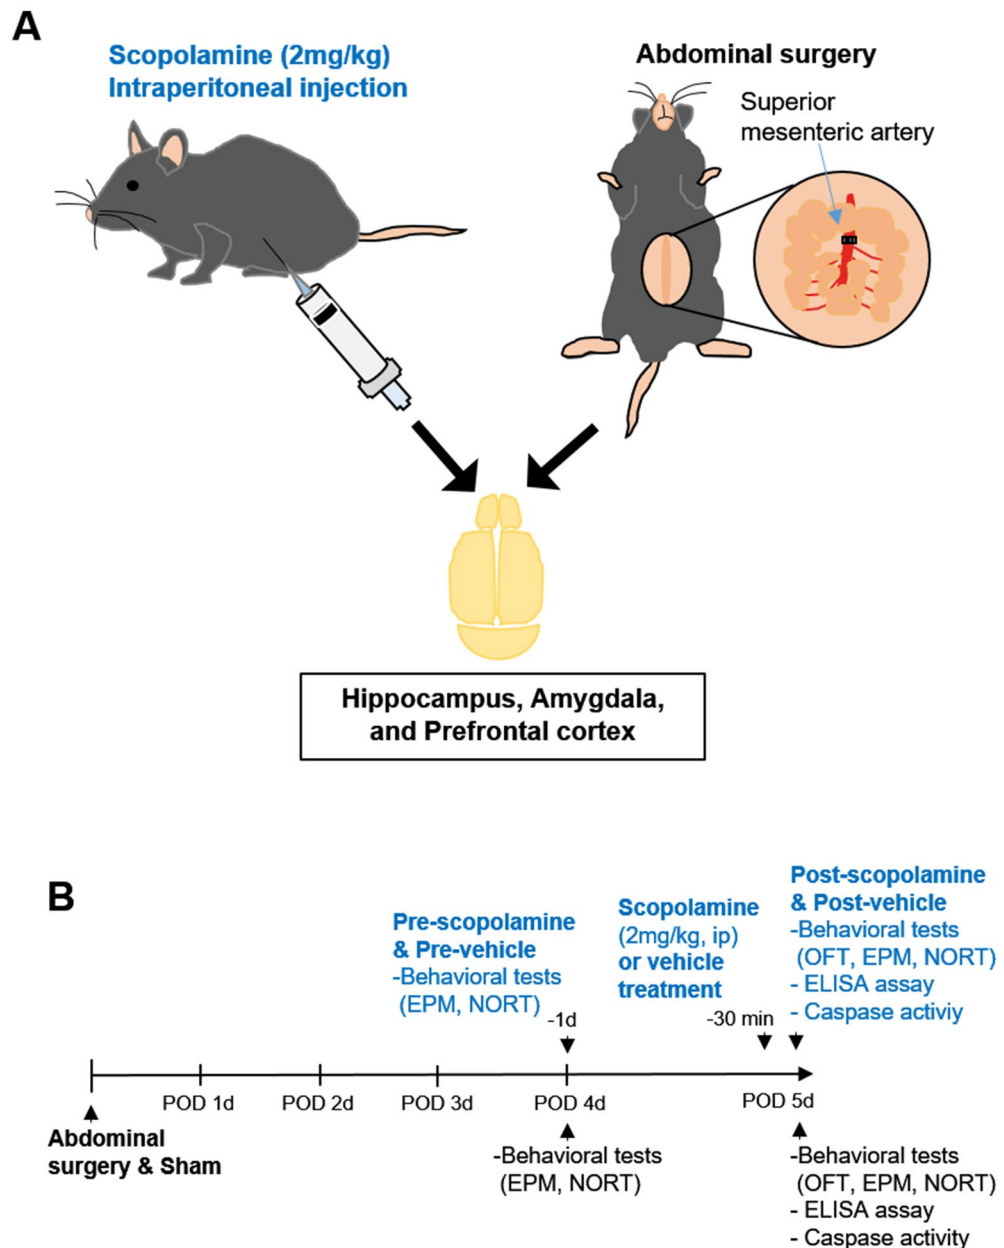 A
Scopolamine (2mg/kg)
Intraperitoneal injection
Abdominal surgery
Superior
mesenteric artery
Hippocampus, Amygdala,
and Prefrontal cortex
B
Pre-scopolamine
& Pre-vehicle
-Behavioral tests
(EPM, NORT)
-1d
Scopolamine
(2mg/kg, ip)
or vehicle
treatment
-30 min
Post-scopolamine
& Post-vehicle
-Behavioral tests
(OFT, EPM, NORT)
- ELISA assay
- Caspase activiy
POD 1d
POD 2d
POD 3d
POD 4d
POD 5d
Abdominal
surgery & Sham
-Behavioral tests
(EPM, NORT)
-Behavioral tests
(OFT, EPM, NORT)
- ELISA assay
- Caspase activity